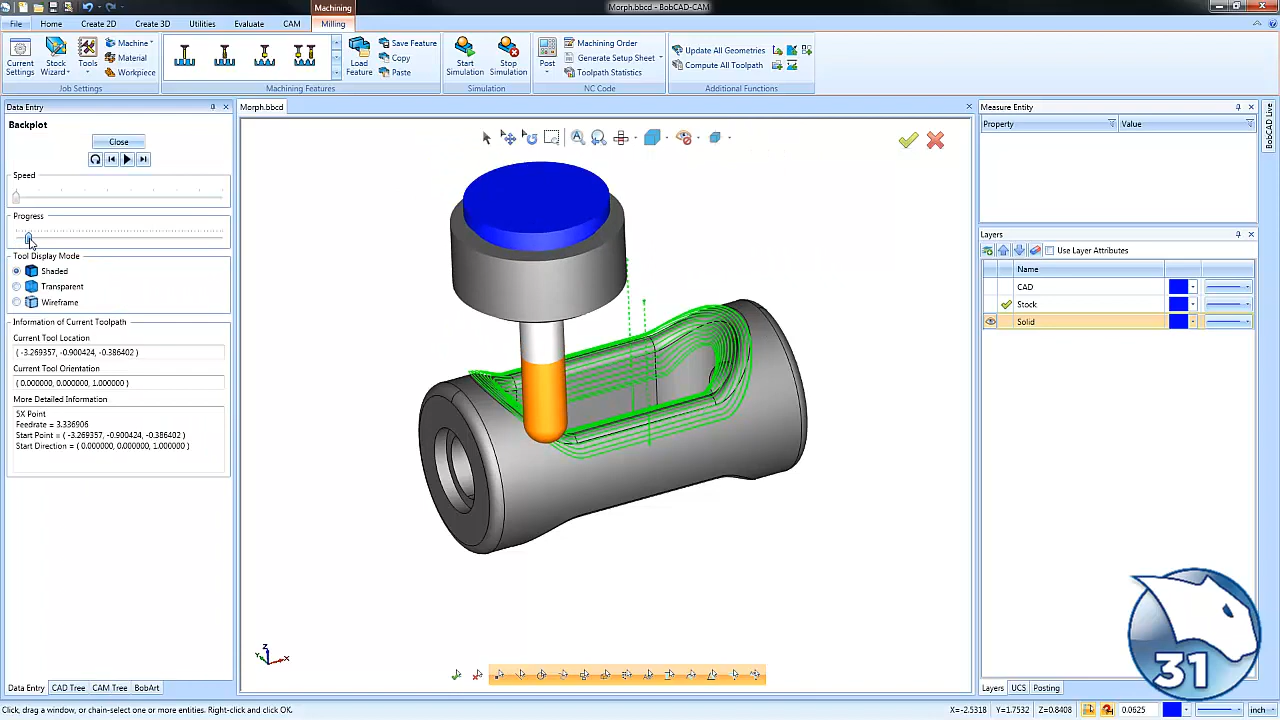 Morph.bbcd - BobCAD-CAM
Machining
File Home Create 2D Create 3D Utilities Evaluate CAM Milling
Current Settings
Stock Wizard
Tools
Machine
Material
Workpiece
Job Settings
Machining Features
Load Feature
Save Feature
Copy
Paste
Start Simulation
Stop Simulation
Simulation
Post
Machining Order
Generate Setup Sheet
Toolpath Statistics
NC Code
Update All Geometries
Compute All Toolpath
Additional Functions
Data Entry
Backplot
Close
Speed
Progress
Tool Display Mode
Shaded
Transparent
Wireframe
Information of Current Toolpath
Current Tool Location
( -3.269357, -0.900424, -0.386402 )
Current Tool Orientation
( 0.000000, 0.000000, 1.000000 )
More Detailed Information
5X Point
Feedrate = 3.336906
Start Point = ( -3.269357, -0.900424, -0.386402 )
Start Direction = ( 0.000000, 0.000000, 1.000000 )
Data Entry CAD Tree CAM Tree BobArt
Morph.bbcd
Z
Y X
Measure Entity
Property Value
BobCAD Live
Layers
Use Layer Attributes
Name
CAD
Stock
Solid
31
Layers UCS Posting
Click, drag a window, or chain-select one or more entities. Right-click and click OK.
X=-2.5318 Y=1.7532 Z=0.8408 0.0625 inch